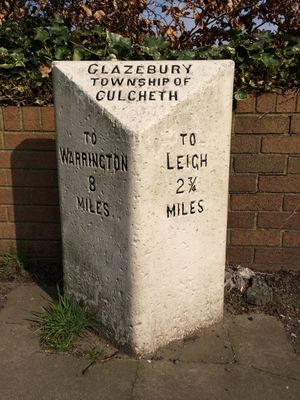 GLAZEBURY
TOWNSHIP OF
CULCHETH
TO
WARRINGTON
8
MILES
TO
LEIGH
2¾
MILES